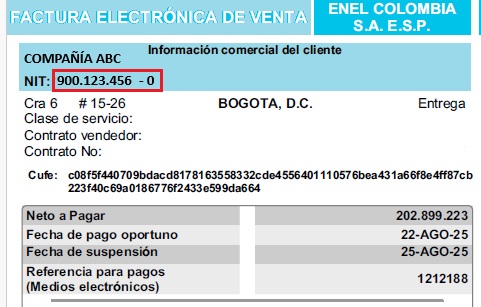 FACTURA ELECTRÓNICA DE VENTA
ENEL COLOMBIA
S.A. E.S.P.
Información comercial del cliente
COMPAÑÍA ABC
NIT: 900.123.456 - 0
Cra 6 # 15-26 BOGOTA, D.C. Entrega
Clase de servicio:
Contrato vendedor:
Contrato No:
Cufe: c08f5f440709bdacd8178163558332cde4556401110576bea431a66f8e4ff87cb
223f40c69a0186776f2433e599da664
Neto a Pagar 202.899.223
Fecha de pago oportuno 22-AGO-25
Fecha de suspensión 25-AGO-25
Referencia para pagos
(Medios electrónicos) 1212188